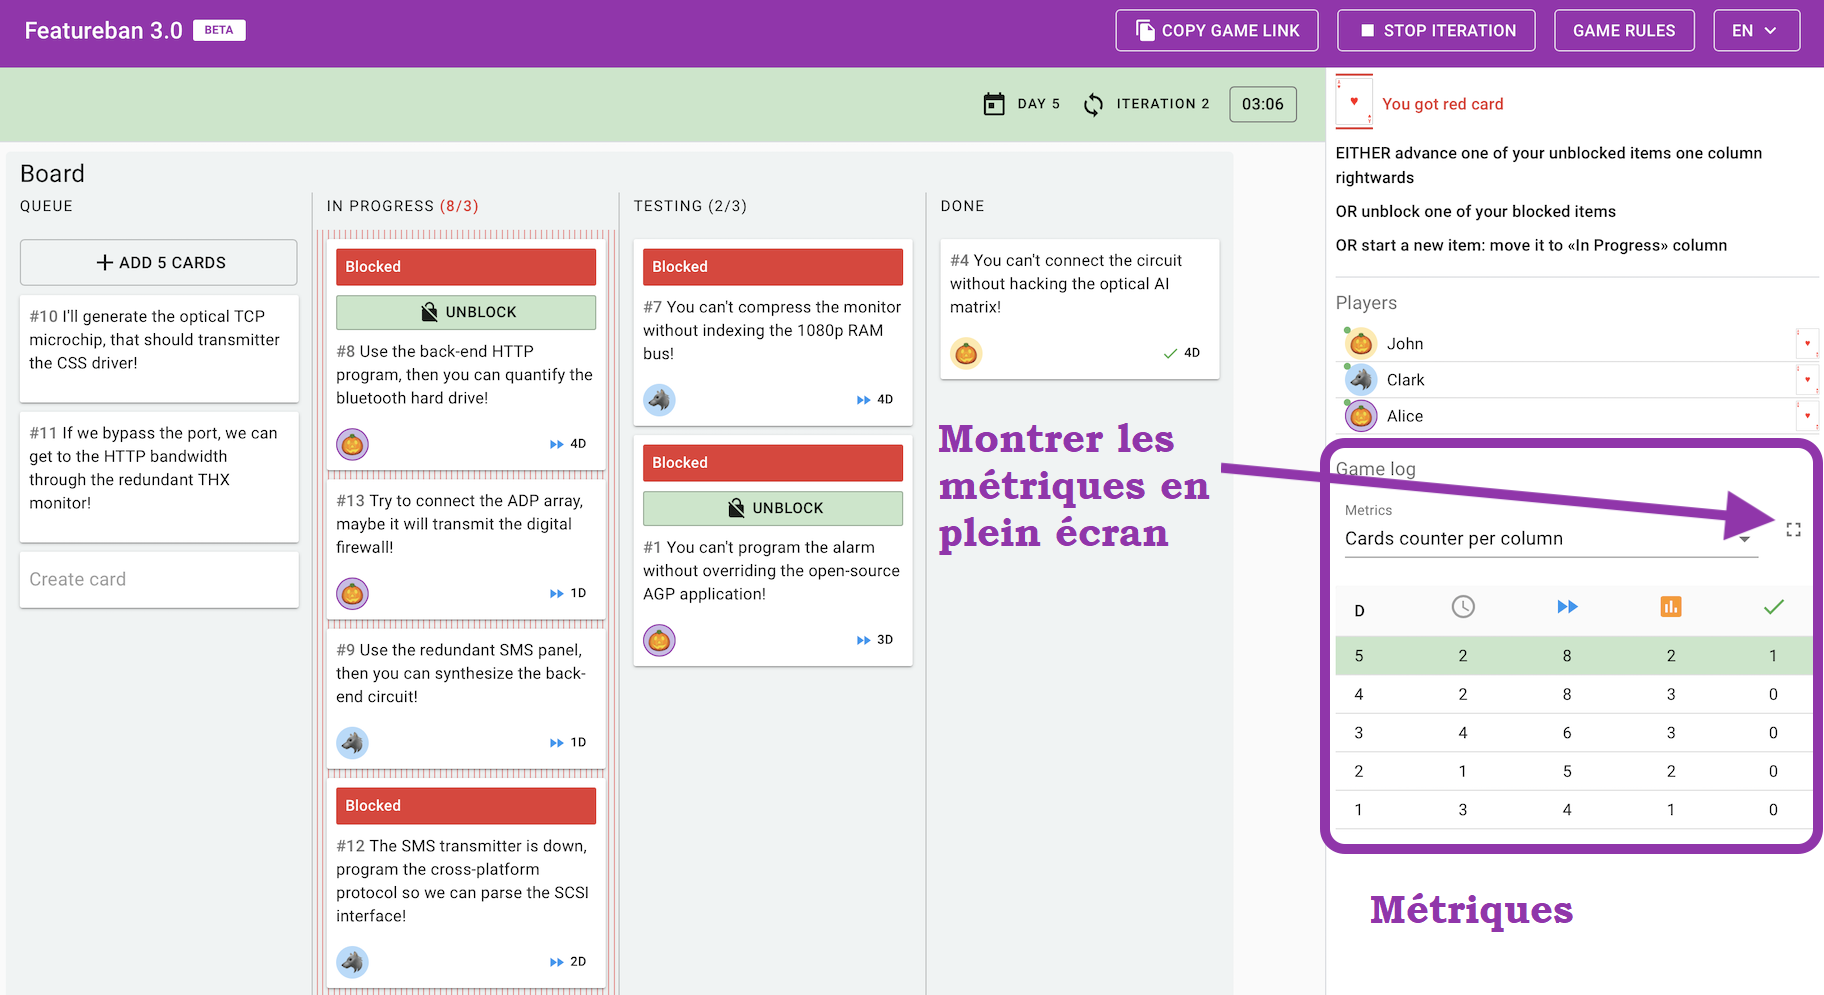 Featureban 3.0 BETA
COPY GAME LINK
STOP ITERATION
GAME RULES
EN
DAY 5
ITERATION 2
03:06
Board
QUEUE
ADD 5 CARDS
#10 I'll generate the optical TCP
microchip, that should transmitter
the CSS driver!
#11 If we bypass the port, we can
get to the HTTP bandwidth
through the redundant THX
monitor!
Create card
IN PROGRESS (8/3)
Blocked
UNBLOCK
#8 Use the back-end HTTP
program, then you can quantify the
bluetooth hard drive!
4D
#13 Try to connect the ADP array,
maybe it will transmit the digital
firewall!
1D
#9 Use the redundant SMS panel,
then you can synthesize the back-
end circuit!
1D
Blocked
#12 The SMS transmitter is down,
program the cross-platform
protocol so we can parse the SCSI
interface!
2D
TESTING (2/3)
Blocked
#7 You can't compress the monitor
without indexing the 1080p RAM
bus!
4D
Blocked
UNBLOCK
#1 You can't program the alarm
without overriding the open-source
AGP application!
3D
DONE
#4 You can't connect the circuit
without hacking the optical AI
matrix!
4D
Montrer les
métriques en
plein écran
You got red card
EITHER advance one of your unblocked items one column
rightwards
OR unblock one of your blocked items
OR start a new item: move it to «In Progress» column
Players
John
Clark
Alice
Game log
Metrics
Cards counter per column
D
5 2 8 2 1
4 2 8 3 0
3 4 6 3 0
2 1 5 2 0
1 3 4 1 0
Métriques